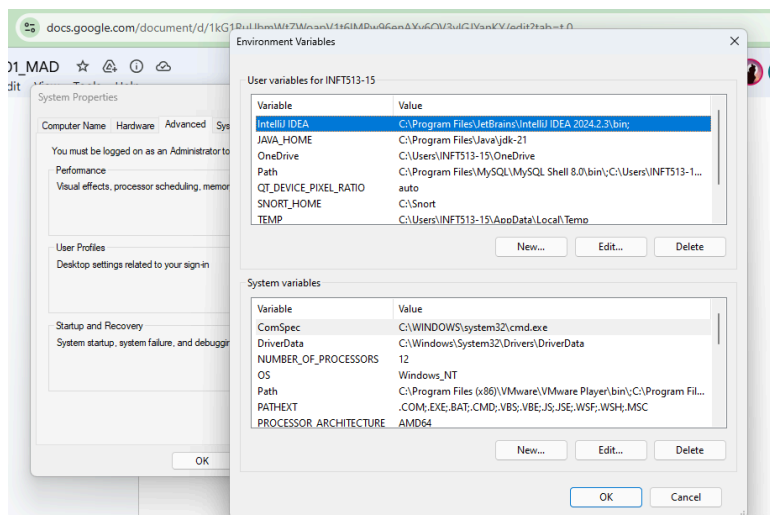 docs.google.com/document/d/
01_MAD
Environment Variables
System Properties
Computer Name Hardware Advanced Sys
You must be logged on as an Administrator to
Performance
Visual effects, processor scheduling, memor
User Profiles
Desktop settings related to your sign-in
Startup and Recovery
System startup, system failure, and debuggin
OK
User variables for INFT513-15
Variable Value
IntelliJ IDEA C:\Program Files\JetBrains\IntelliJ IDEA 2024.2.3\bin;
JAVA_HOME C:\Program Files\Java\jdk-21
OneDrive C:\Users\INFT513-15\OneDrive
Path C:\Program Files\MySQL\MySQL Shell 8.0\bin\;C:\Users\INFT513-1...
QT_DEVICE_PIXEL_RATIO auto
SNORT_HOME C:\Snort
TEMP C:\Users\INFT513-15\AppData\Local\Temp
New... Edit... Delete
System variables
Variable Value
ComSpec C:\WINDOWS\system32\cmd.exe
DriverData C:\Windows\System32\Drivers\DriverData
NUMBER_OF_PROCESSORS 12
OS Windows_NT
Path C:\Program Files (x86)\VMware\VMware Player\bin\;C:\Program Fil...
PATHEXT .COM;.EXE;.BAT;.CMD;.VBS;.VBE;.JS;.JSE;.WSF;.WSH;.MSC
PROCESSOR_ARCHITECTURE AMD64
New... Edit... Delete
OK Cancel